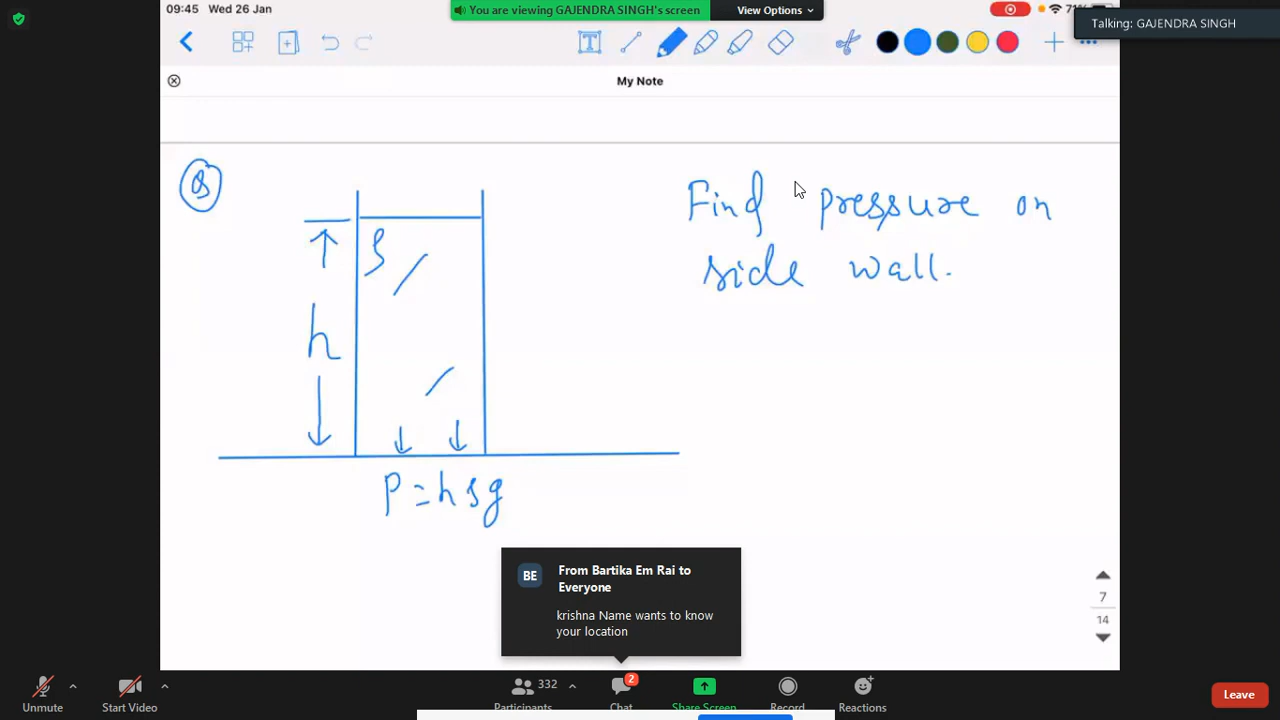 09:45 Wed 26 Jan
You are viewing GAJENDRA SINGH's screen
View Options
71%
Talking: GAJENDRA SINGH
T
My Note
Q
Find pressure on
side wall.
ρ
h
P = hρg
BE
From Bartika Em Rai to
Everyone
krishna Name wants to know
your location
7
14
Unmute
Start Video
332
Participants
2
Chat
Share Screen
Record
Reactions
Leave